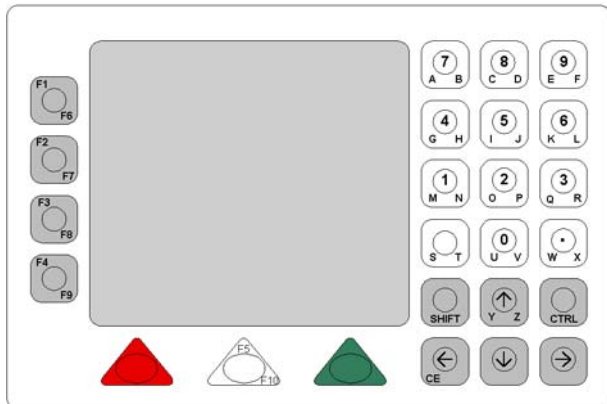 F1
F6
F2
F7
F3
F8
F4
F9
F5
F10
7 8 9
A B C D E F
4 5 6
G H I J K L
1 2 3
M N O P Q R
0 .
S T U V W X
SHIFT Y Z CTRL
CE